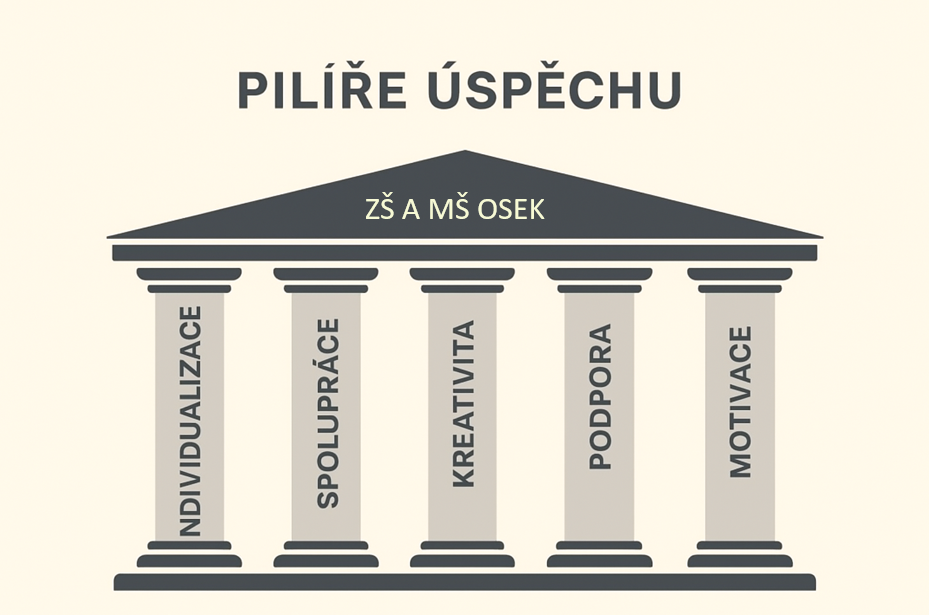 PILÍŘE ÚSPĚCHU
ZŠ A MŠ OSEK
NDIVIDUALIZACE
SPOLUPRÁCE
KREATIVITA
PODPORA
MOTIVACE